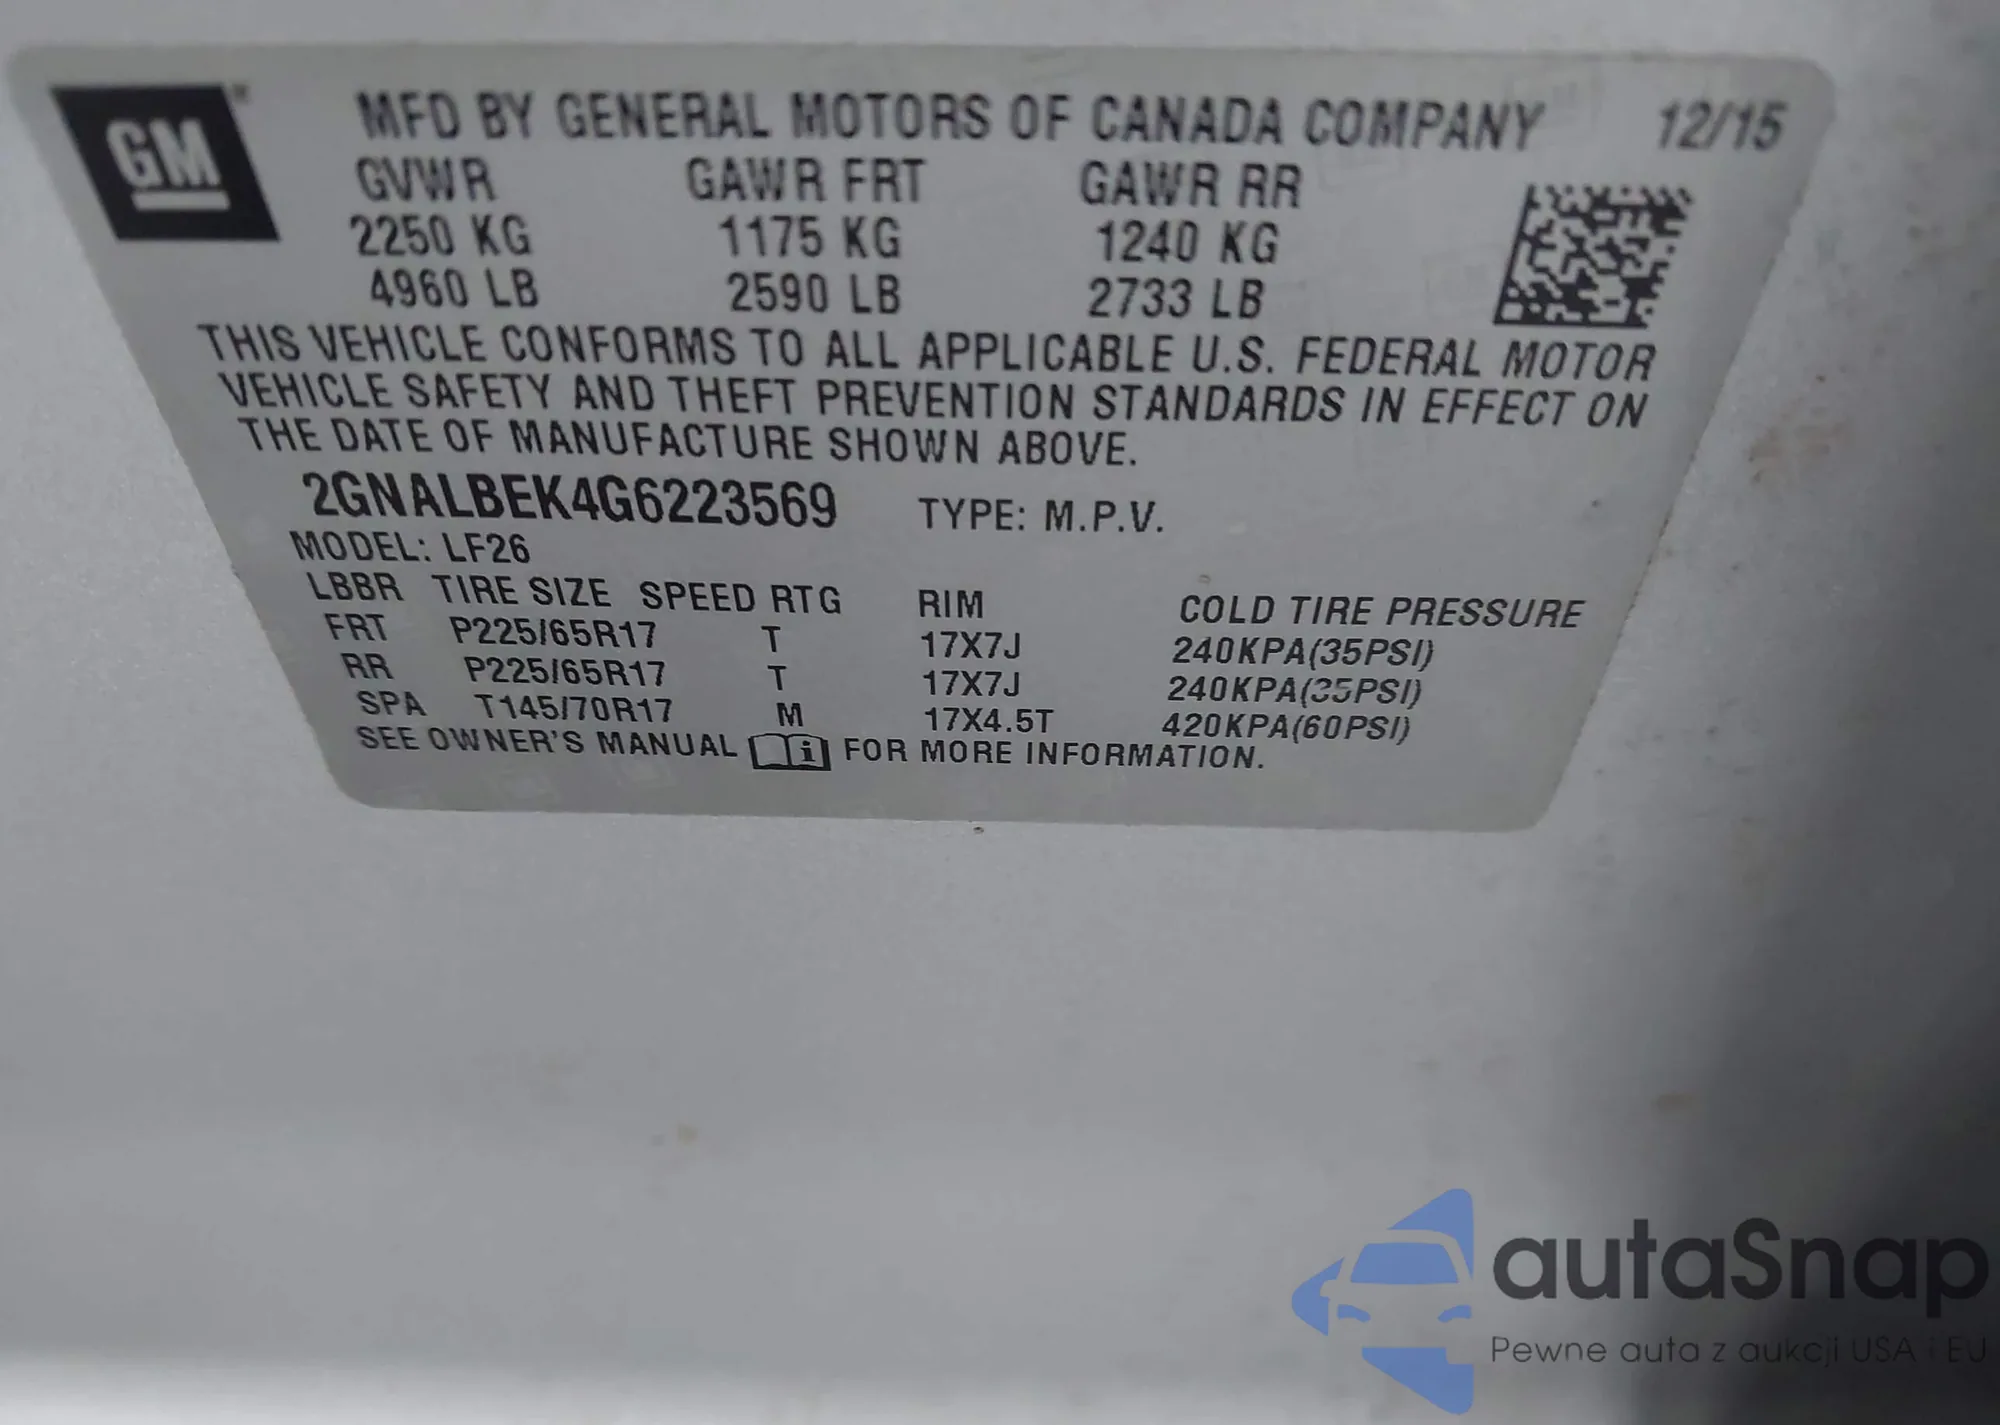 GM
MFD BY GENERAL MOTORS OF CANADA COMPANY 12/15
GVWR GAWR FRT GAWR RR
2250 KG 1175 KG 1240 KG
4960 LB 2590 LB 2733 LB
THIS VEHICLE CONFORMS TO ALL APPLICABLE U.S. FEDERAL MOTOR
VEHICLE SAFETY AND THEFT PREVENTION STANDARDS IN EFFECT ON
THE DATE OF MANUFACTURE SHOWN ABOVE.
2GNALBEK4G6223569 TYPE: M.P.V.
MODEL: LF26
LBBR TIRE SIZE SPEED RTG RIM COLD TIRE PRESSURE
FRT P225/65R17 T 17X7J 240KPA(35PSI)
RR P225/65R17 T 17X7J 240KPA(35PSI)
SPA T145/70R17 M 17X4.5T 420KPA(60PSI)
SEE OWNER'S MANUAL i FOR MORE INFORMATION.
autaSnap
Pewne auta z aukcji USA i EU